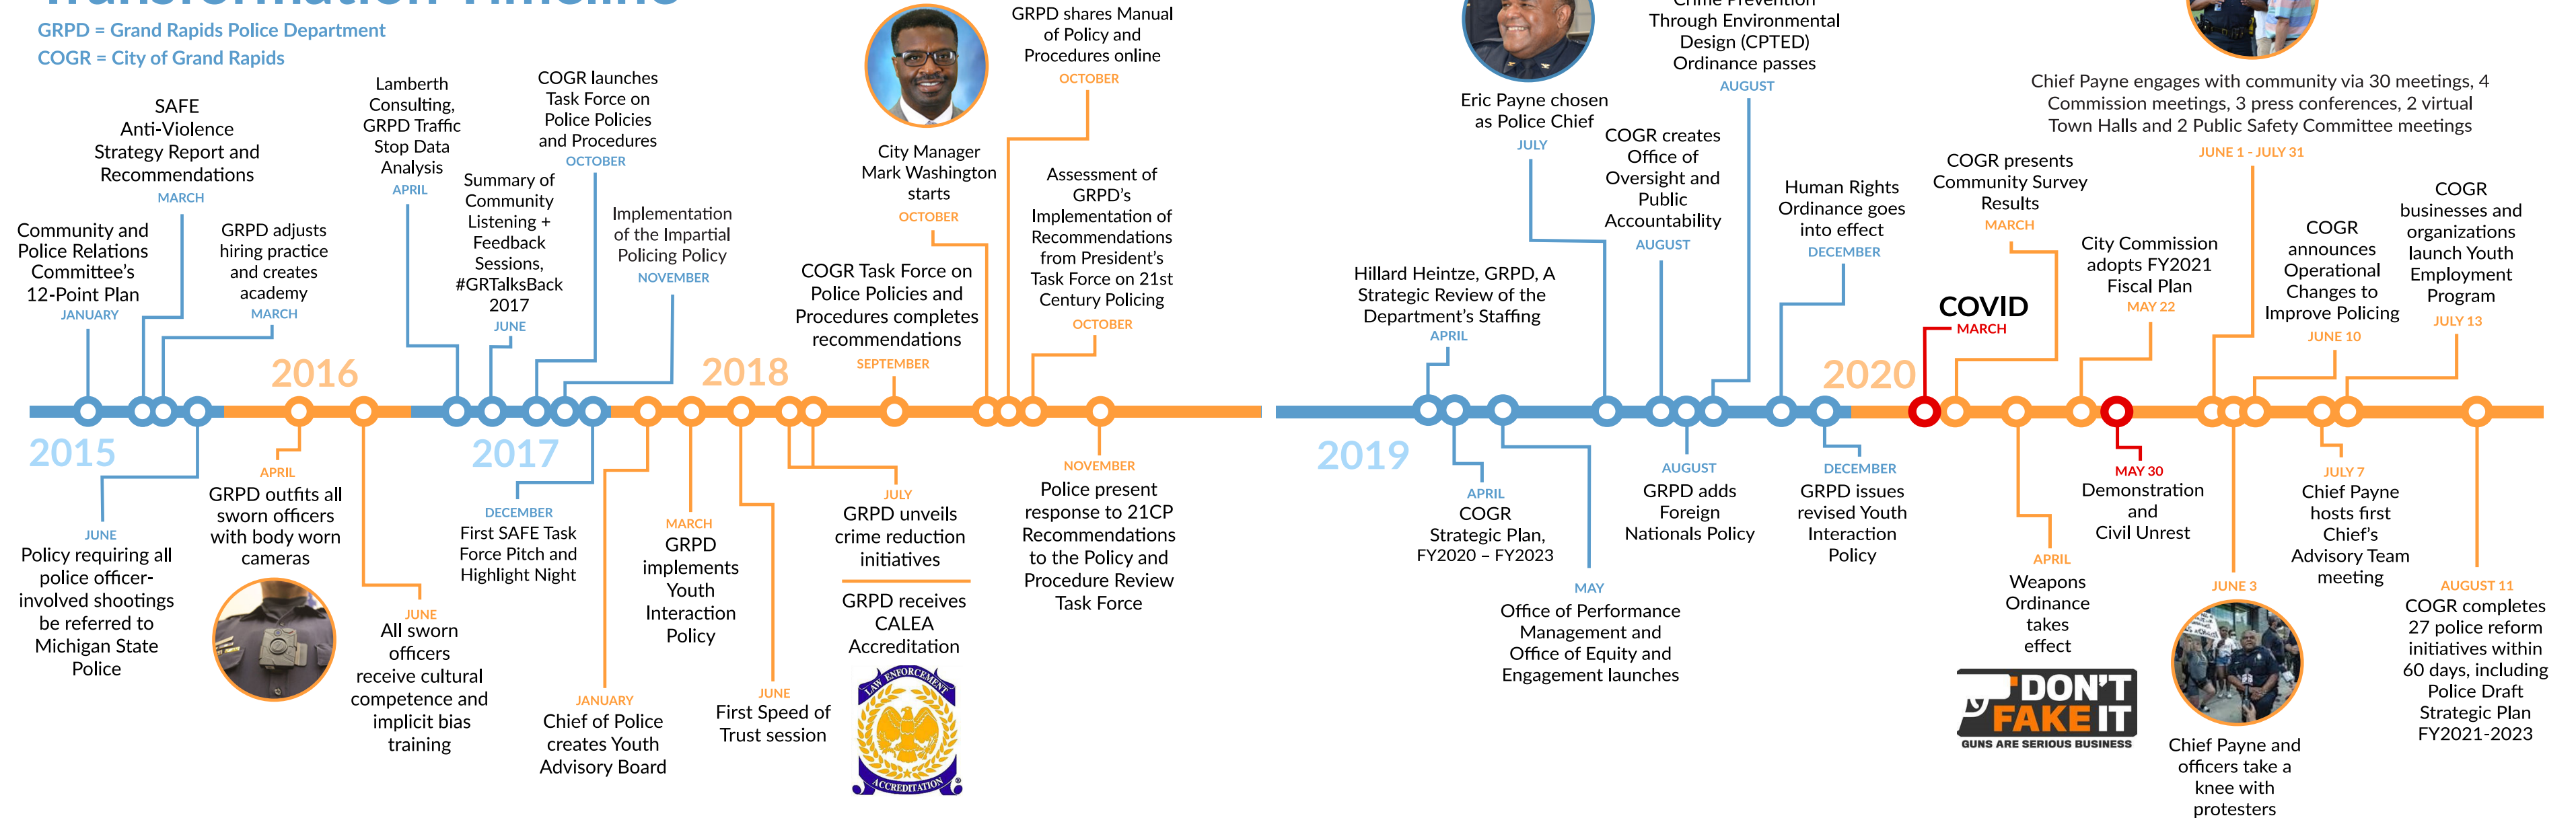 Transformation Timeline
GRPD = Grand Rapids Police Department
COGR = City of Grand Rapids
Community and
Police Relations
Committee's
12-Point Plan
JANUARY
SAFE
Anti-Violence
Strategy Report and
Recommendations
MARCH
GRPD adjusts
hiring practice
and creates
academy
MARCH
2015
JUNE
Policy requiring all
police officer-
involved shootings
be referred to
Michigan State
Police
2016
APRIL
GRPD outfits all
sworn officers
with body worn
cameras
JUNE
All sworn
officers
receive cultural
competence and
implicit bias
training
Lamberth
Consulting,
GRPD Traffic
Stop Data
Analysis
APRIL
Summary of
Community
Listening +
Feedback
Sessions,
#GRTalksBack
2017
JUNE
COGR launches
Task Force on
Police Policies
and Procedures
OCTOBER
Implementation
of the Impartial
Policing Policy
NOVEMBER
2017
DECEMBER
First SAFE Task
Force Pitch and
Highlight Night
2018
JANUARY
Chief of Police
creates Youth
Advisory Board
MARCH
GRPD
implements
Youth
Interaction
Policy
JUNE
First Speed of
Trust session
JULY
GRPD unveils
crime reduction
initiatives
GRPD receives
CALEA
Accreditation
LAW ENFORCEMENT
ACCREDITATION
®
COGR Task Force on
Police Policies and
Procedures completes
recommendations
SEPTEMBER
City Manager
Mark Washington
starts
OCTOBER
GRPD shares Manual
of Policy and
Procedures online
OCTOBER
Assessment of
GRPD's
Implementation of
Recommendations
from President's
Task Force on 21st
Century Policing
OCTOBER
NOVEMBER
Police present
response to 21CP
Recommendations
to the Policy and
Procedure Review
Task Force
2019
Hillard Heintze, GRPD, A
Strategic Review of the
Department's Staffing
APRIL
APRIL
COGR
Strategic Plan,
FY2020 – FY2023
MAY
Office of Performance
Management and
Office of Equity and
Engagement launches
Eric Payne chosen
as Police Chief
JULY
COGR creates
Office of
Oversight and
Public
Accountability
AUGUST
AUGUST
GRPD adds
Foreign
Nationals Policy
Crime Prevention
Through Environmental
Design (CPTED)
Ordinance passes
AUGUST
Human Rights
Ordinance goes
into effect
DECEMBER
DECEMBER
GRPD issues
revised Youth
Interaction
Policy
2020
COVID
MARCH
COGR presents
Community Survey
Results
MARCH
APRIL
Weapons
Ordinance
takes
effect
DON'T
FAKE IT
GUNS ARE SERIOUS BUSINESS
City Commission
adopts FY2021
Fiscal Plan
MAY 22
MAY 30
Demonstration
and
Civil Unrest
Chief Payne engages with community via 30 meetings, 4
Commission meetings, 3 press conferences, 2 virtual
Town Halls and 2 Public Safety Committee meetings
JUNE 1 - JULY 31
JUNE 3
Chief Payne and
officers take a
knee with
protesters
COGR
announces
Operational
Changes to
Improve Policing
JUNE 10
JULY 7
Chief Payne
hosts first
Chief's
Advisory Team
meeting
COGR
businesses and
organizations
launch Youth
Employment
Program
JULY 13
AUGUST 11
COGR completes
27 police reform
initiatives within
60 days, including
Police Draft
Strategic Plan
FY2021-2023